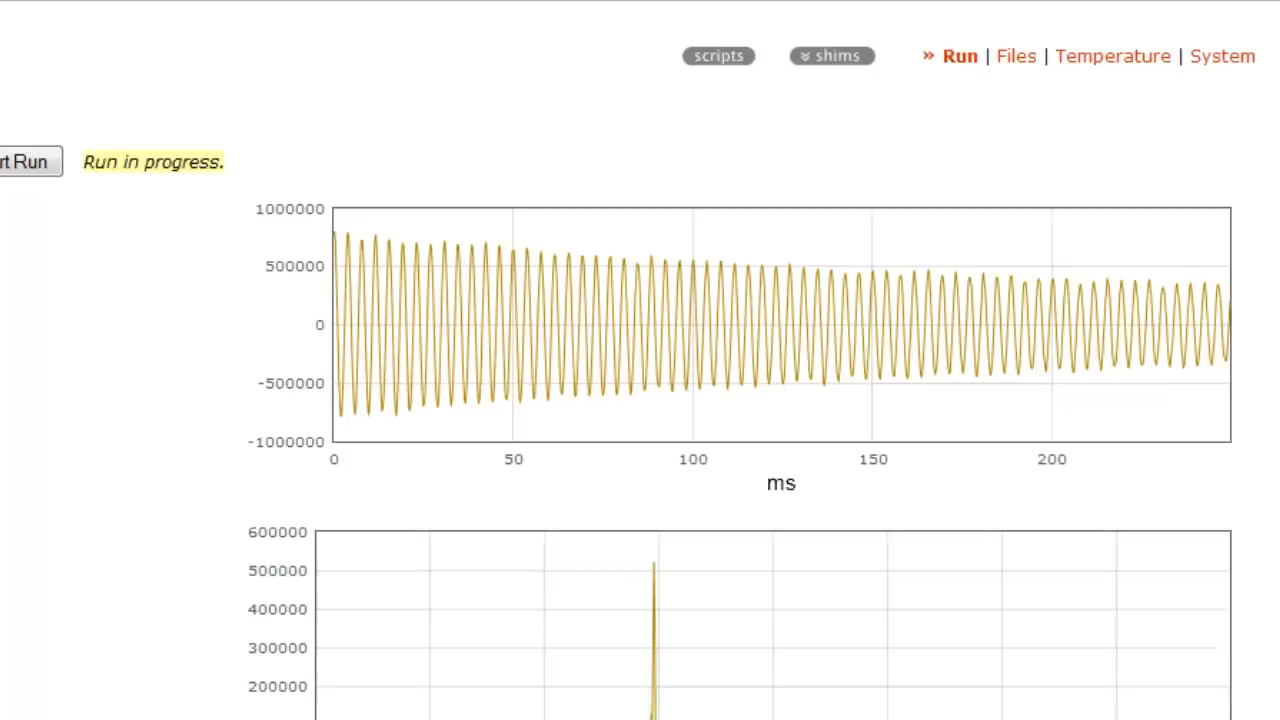 scripts shims » Run | Files | Temperature | System
rt Run Run in progress.
1000000
500000
0
-500000
-1000000
0 50 100 150 200
ms
600000
500000
400000
300000
200000